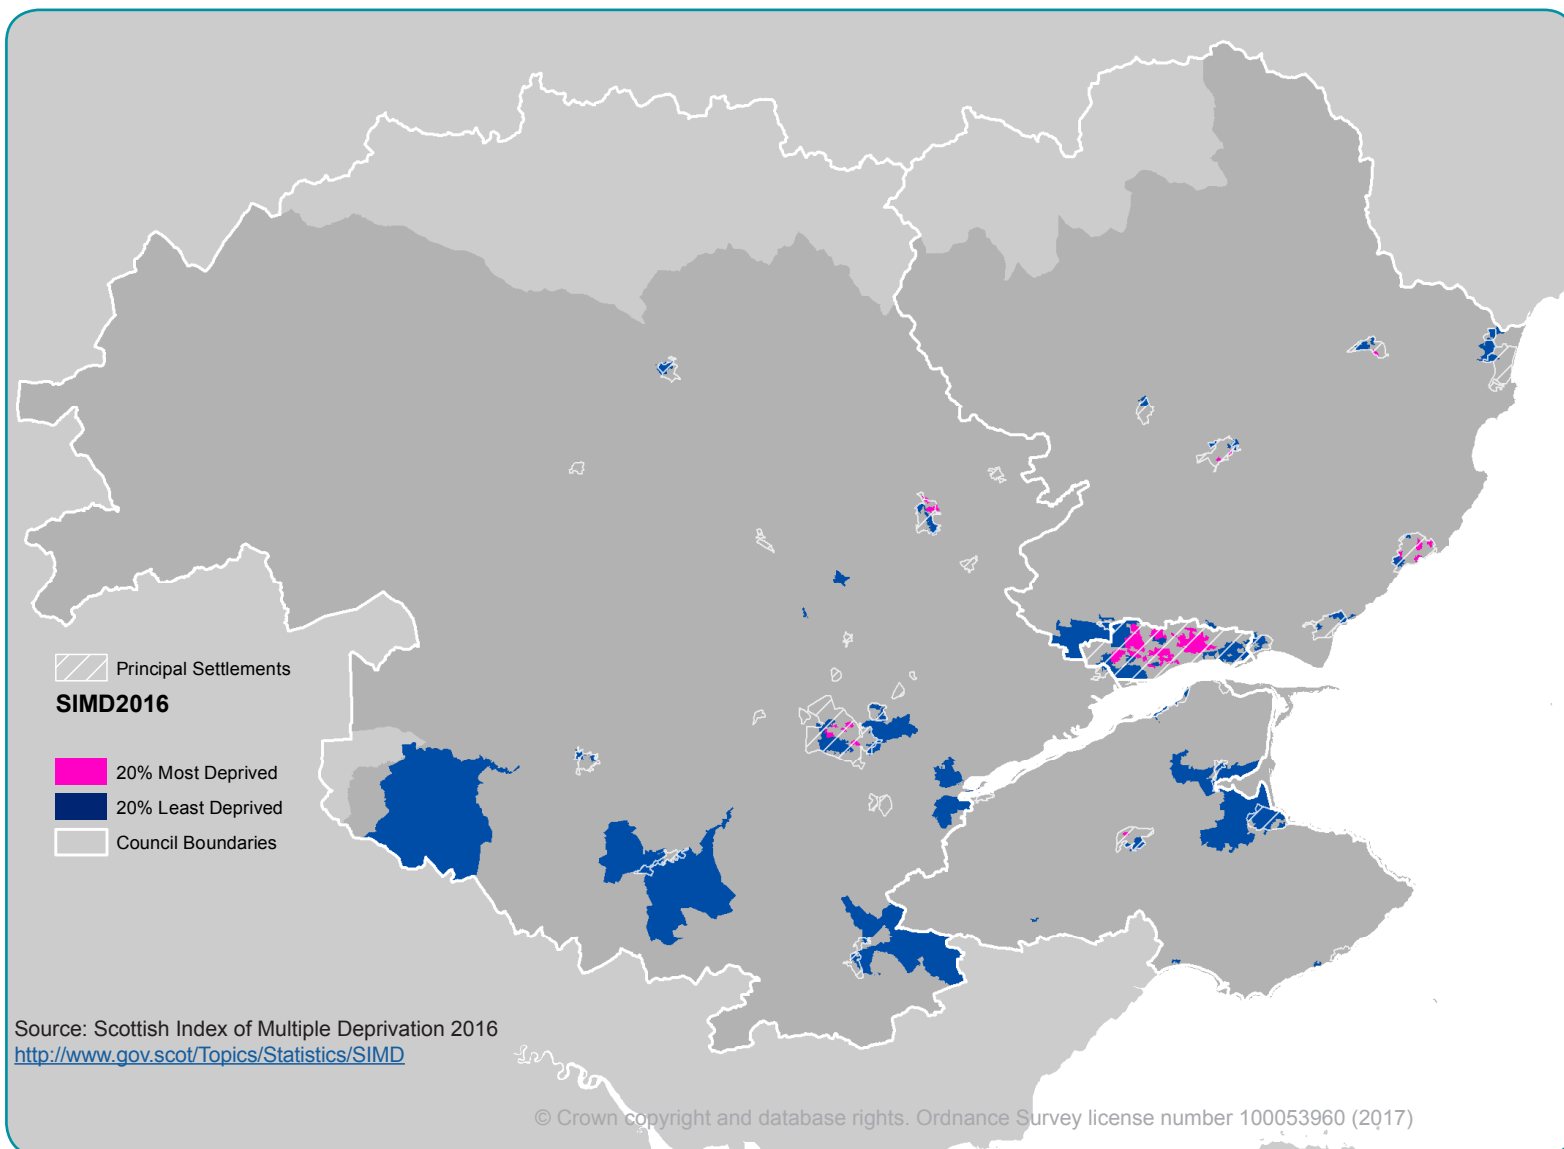 Principal Settlements
SIMD2016
20% Most Deprived
20% Least Deprived
Council Boundaries
Source: Scottish Index of Multiple Deprivation 2016
http://www.gov.scot/Topics/Statistics/SIMD
© Crown copyright and database rights. Ordnance Survey license number 100053960 (2017)